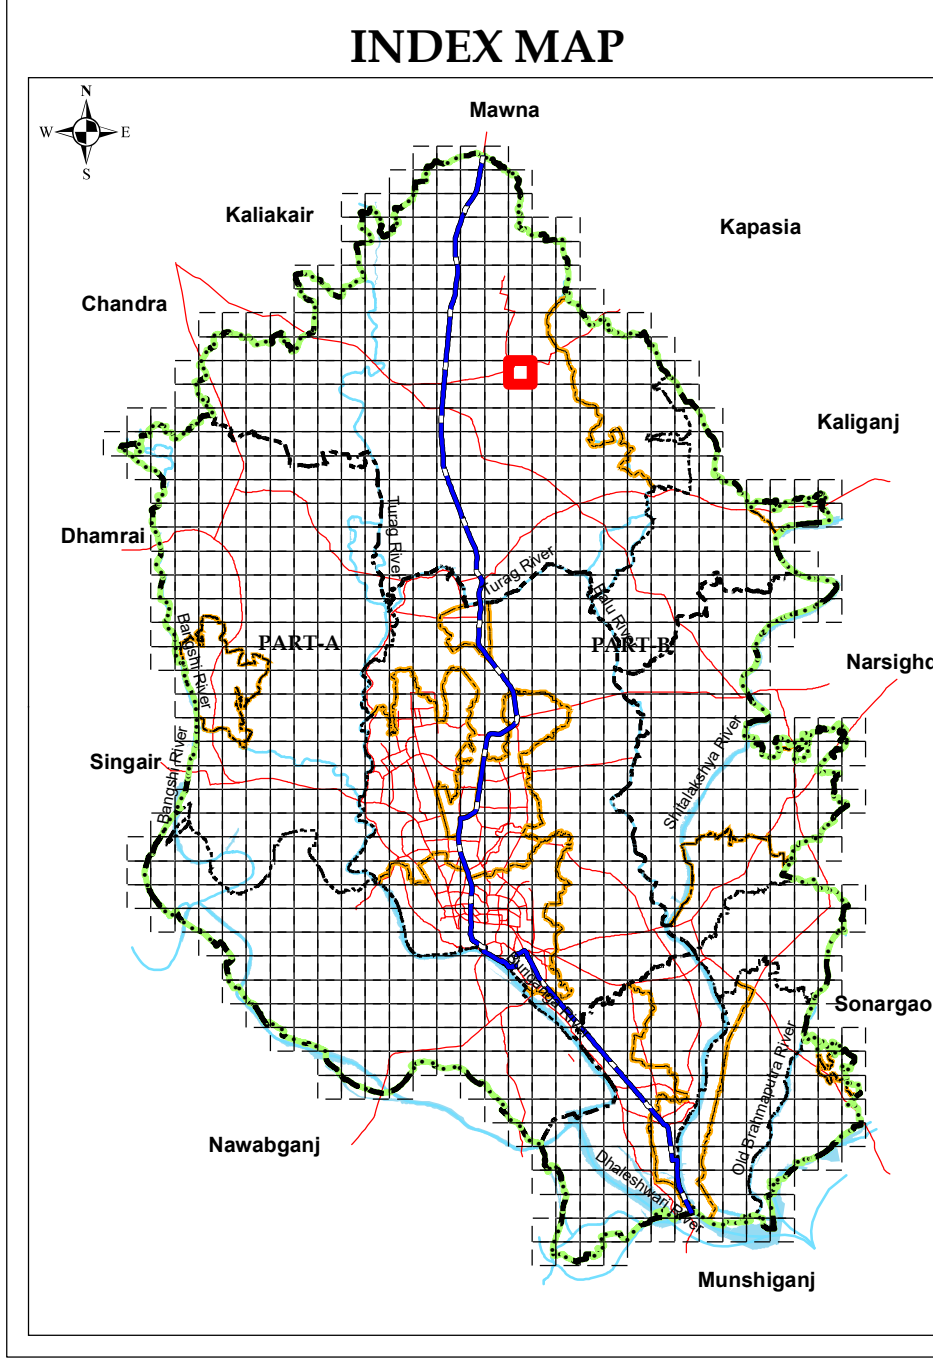 INDEX MAP
N
W E
S
Mawna
Kaliakair
Kapasia
Chandra
Kaliganj
Dhamrai
Turag River
Turag River
Balu River
Bangshi River
PART-A
PART-B
Narsighd
Shitalakshya River
Singair
Bangshi River
Buriganga River
Sonargao
Old Brahmaputra River
Nawabganj
Dhaleshwari River
Munshiganj